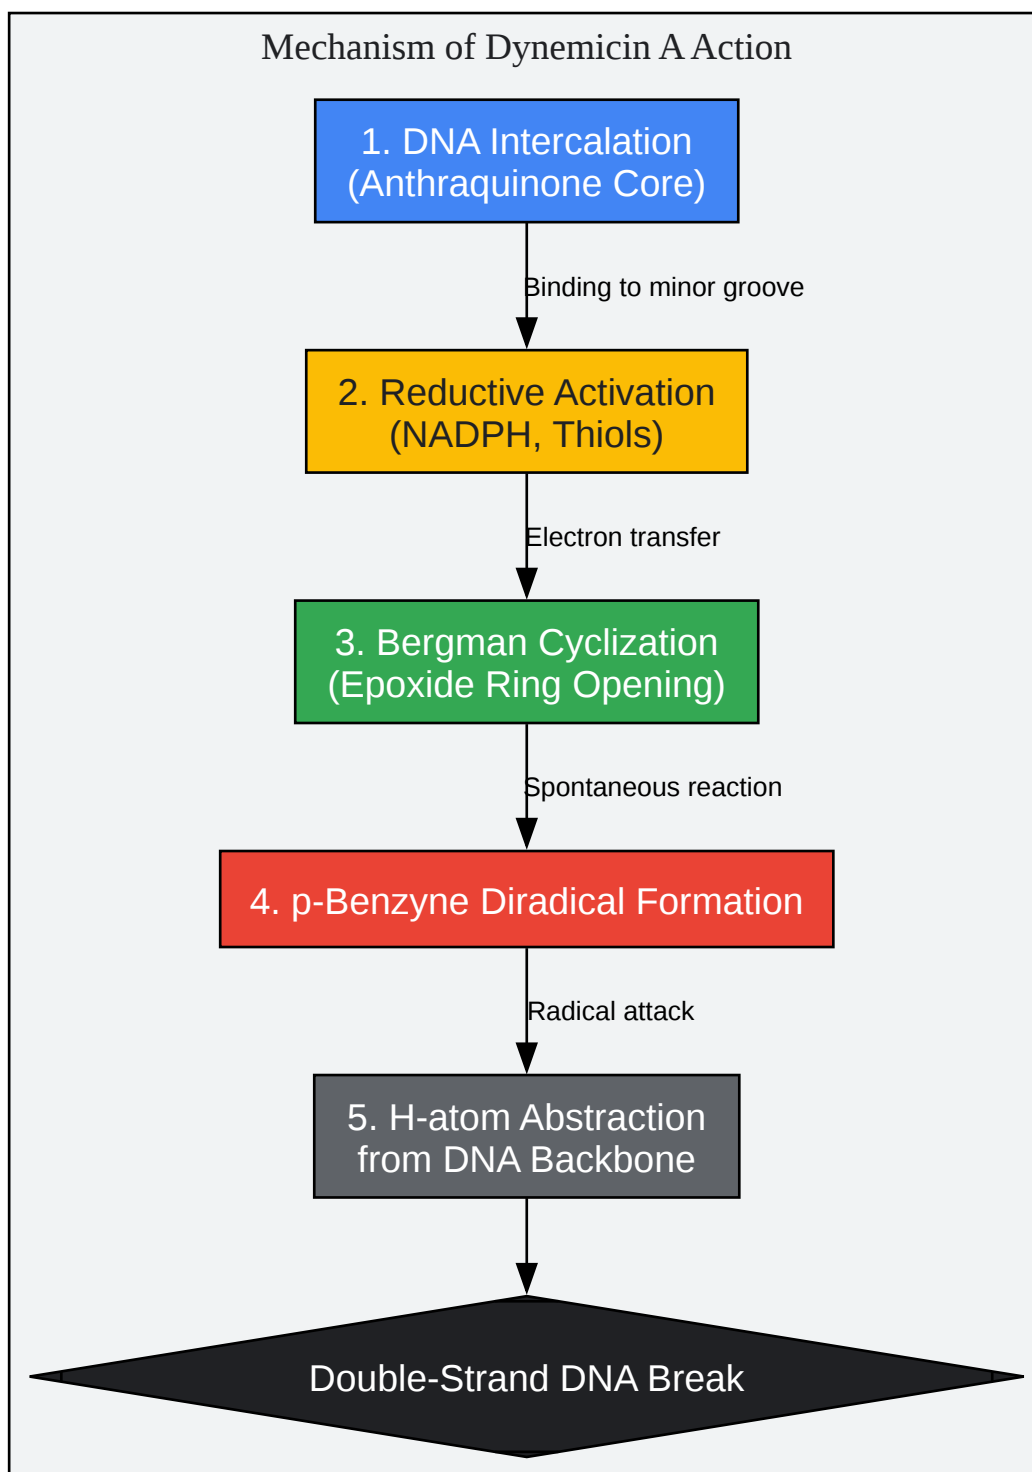 Mechanism of Dynemicin A Action
1. DNA Intercalation
(Anthraquinone Core)
Binding to minor groove
2. Reductive Activation
(NADPH, Thiols)
Electron transfer
3. Bergman Cyclization
(Epoxide Ring Opening)
Spontaneous reaction
4. p-Benzyne Diradical Formation
Radical attack
5. H-atom Abstraction
from DNA Backbone
Double-Strand DNA Break